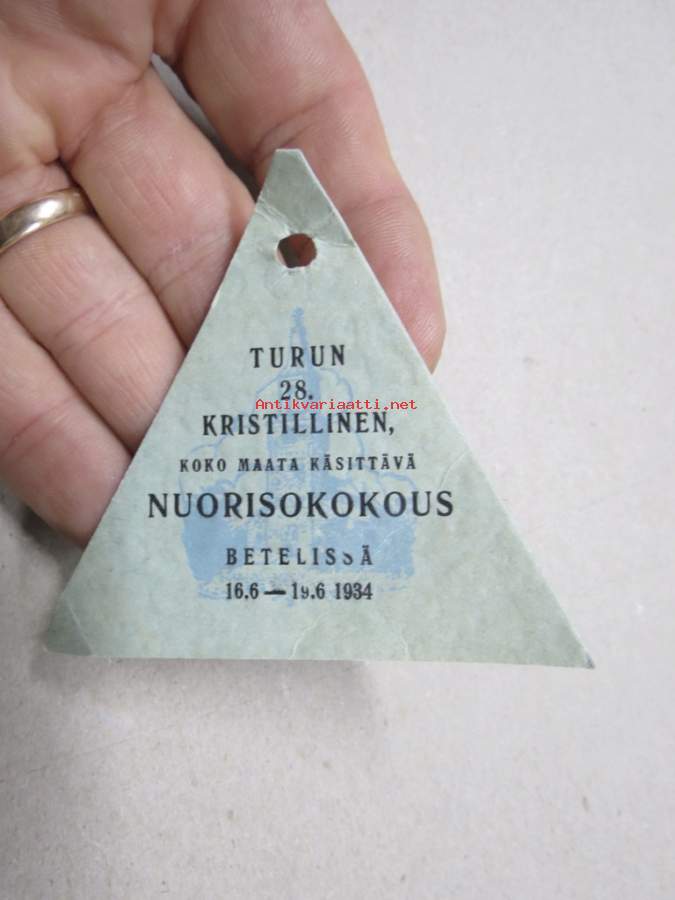 TURUN
28.
Antikvariaatti.net
KRISTILLINEN,
KOKO MAATA KÄSITTÄVÄ
NUORISOKOKOUS
BETELISSÄ
16.6 — 19.6 1934